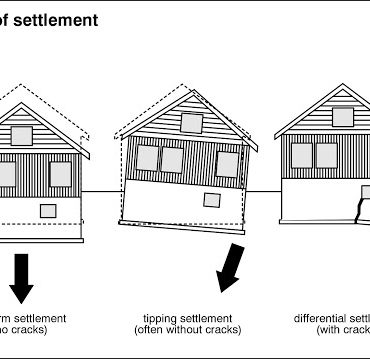 of settlement
rm settlement
no cracks)
tipping settlement
(often without cracks)
differential settl
(with crack